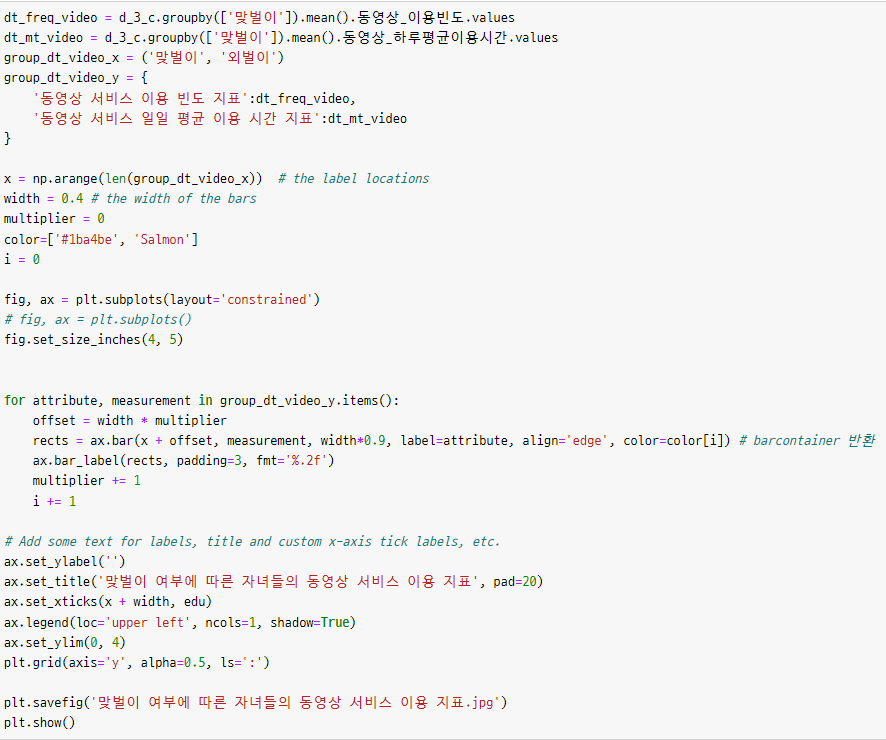 dt_freq_video = d_3_c.groupby(['맞벌이']).mean().동영상_이용빈도.values
dt_mt_video = d_3_c.groupby(['맞벌이']).mean().동영상_하루평균이용시간.values
group_dt_video_x = ('맞벌이', '외벌이')
group_dt_video_y = {
    '동영상 서비스 이용 빈도 지표':dt_freq_video,
    '동영상 서비스 일일 평균 이용 시간 지표':dt_mt_video
}

x = np.arange(len(group_dt_video_x))  # the label locations
width = 0.4 # the width of the bars
multiplier = 0
color=['#1ba4be', 'Salmon']
i = 0

fig, ax = plt.subplots(layout='constrained')
# fig, ax = plt.subplots()
fig.set_size_inches(4, 5)


for attribute, measurement in group_dt_video_y.items():
    offset = width * multiplier
    rects = ax.bar(x + offset, measurement, width*0.9, label=attribute, align='edge', color=color[i]) # barcontainer 반환
    ax.bar_label(rects, padding=3, fmt='%.2f')
    multiplier += 1
    i += 1

# Add some text for labels, title and custom x-axis tick labels, etc.
ax.set_ylabel('')
ax.set_title('맞벌이 여부에 따른 자녀들의 동영상 서비스 이용 지표', pad=20)
ax.set_xticks(x + width, edu)
ax.legend(loc='upper left', ncols=1, shadow=True)
ax.set_ylim(0, 4)
plt.grid(axis='y', alpha=0.5, ls=':')

plt.savefig('맞벌이 여부에 따른 자녀들의 동영상 서비스 이용 지표.jpg')
plt.show()